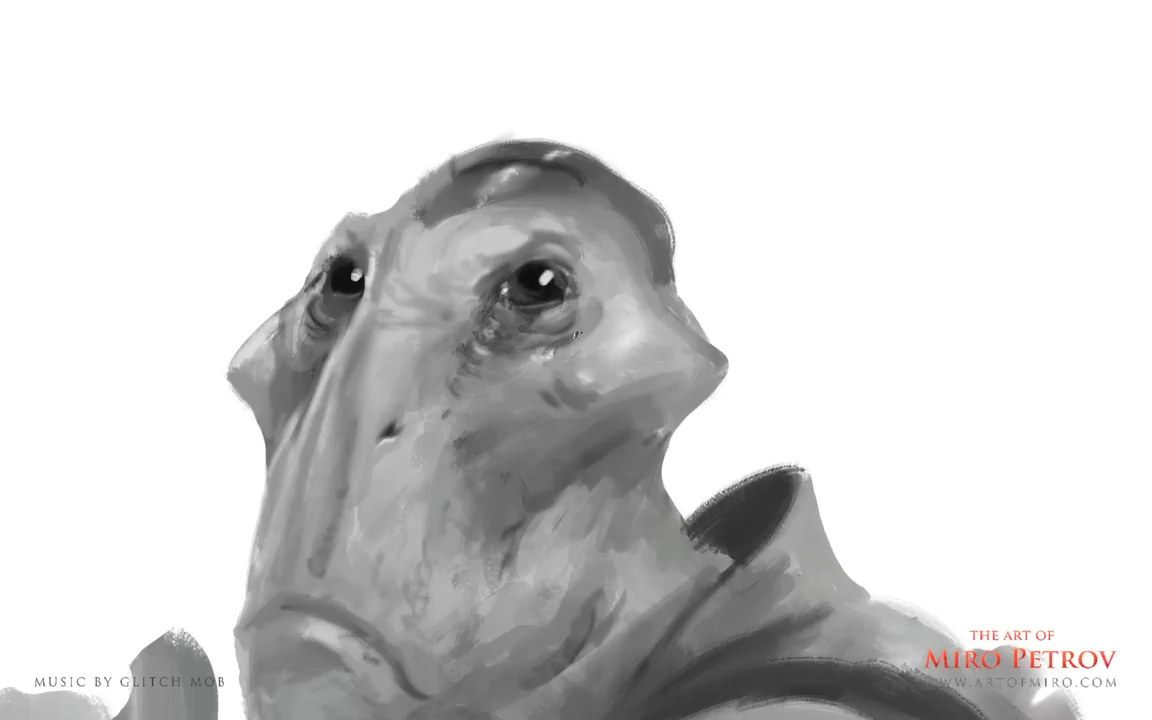 THE ART OF
MIRO PETROV
MUSIC BY GLITCH MOB
WWW.ARTOFMIRO.COM